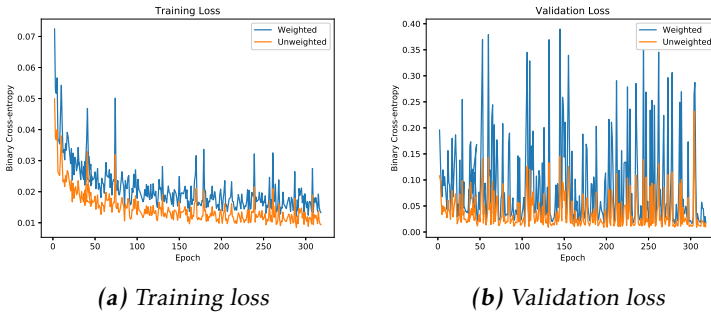 Training Loss
Weighted
Unweighted
0.07
0.06
0.05
0.04
0.03
0.02
0.01
Binary Cross-entropy
0 50 100 150 200 250 300
Epoch
(a) Training loss
Validation Loss
Weighted
Unweighted
0.40
0.35
0.30
0.25
0.20
0.15
0.10
0.05
0.00
Binary Cross-entropy
0 50 100 150 200 250 300
Epoch
(b) Validation loss